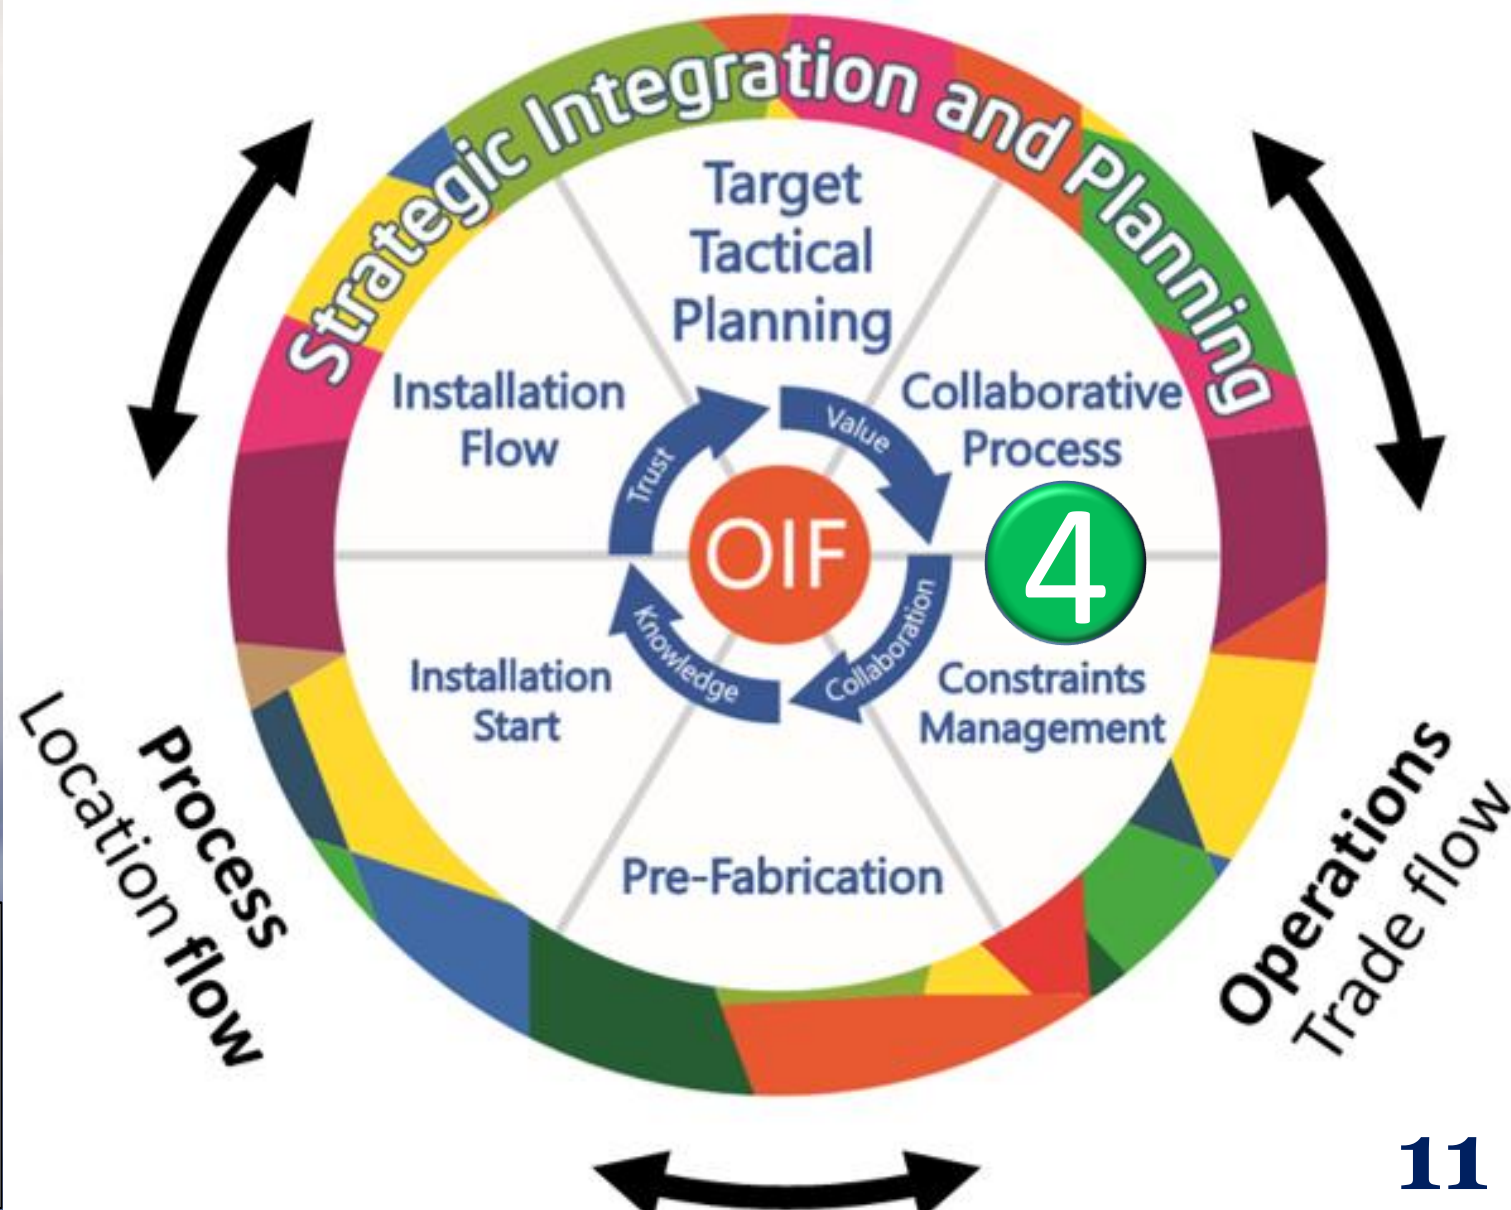 Strategic Integration and Planning
Target
Tactical
Planning
Installation
Flow
Collaborative
Process
Trust
Value
OIF
4
Knowledge
Collaboration
Installation
Start
Constraints
Management
Pre-Fabrication
Process
Location flow
Operations
Trade flow
11